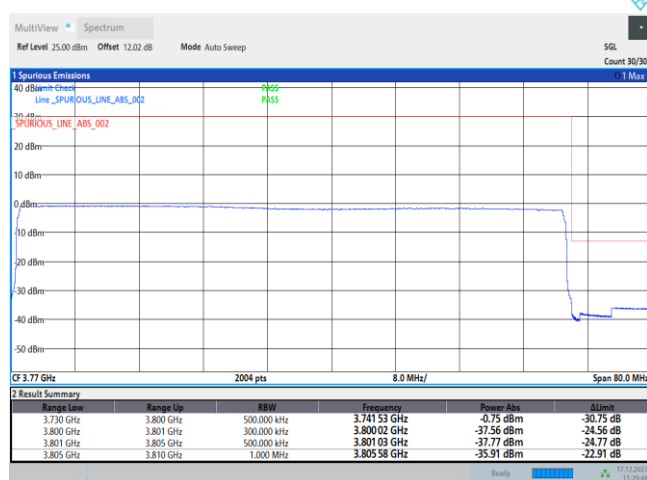 MultiView Spectrum
Ref Level 25.00 dBm Offset 12.02 dB Mode Auto Sweep SGL
Count 30/30
1 Spurious Emissions 1 Max
40 dBm Limit Check PASS
Line _SPURIOUS_LINE_ABS_002 PASS
30 dBm
_SPURIOUS_LINE_ABS_002
20 dBm
10 dBm
0 dBm
-10 dBm
-20 dBm
-30 dBm
-40 dBm
-50 dBm
CF 3.77 GHz 2004 pts 8.0 MHz/ Span 80.0 MHz
2 Result Summary
Range Low Range Up RBW Frequency Power Abs ΔLimit
3.730 GHz 3.800 GHz 500.000 kHz 3.741 53 GHz -0.75 dBm -30.75 dB
3.800 GHz 3.801 GHz 300.000 kHz 3.800 02 GHz -37.56 dBm -24.56 dB
3.801 GHz 3.805 GHz 500.000 kHz 3.801 03 GHz -37.77 dBm -24.77 dB
3.805 GHz 3.810 GHz 1.000 MHz 3.805 58 GHz -35.91 dBm -22.91 dB
Ready